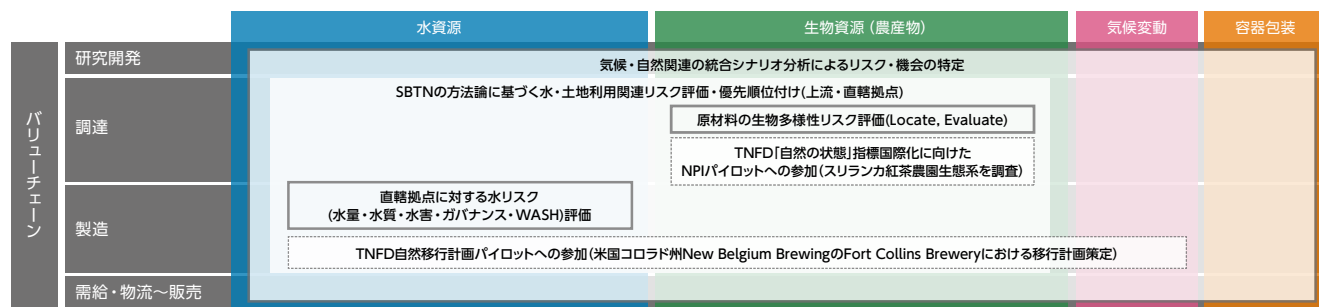 水資源
生物資源（農産物）
気候変動
容器包装
バリューチェーン
研究開発
気候・自然関連の統合シナリオ分析によるリスク・機会の特定
SBTNの方法論に基づく水・土地利用関連リスク評価・優先順位付け(上流・直轄拠点)
調達
原材料の生物多様性リスク評価(Locate, Evaluate)
TNFD「自然の状態」指標国際化に向けた
NPIパイロットへの参加(スリランカ紅茶農園生態系を調査)
直轄拠点に対する水リスク
(水量・水質・水害・ガバナンス・WASH)評価
製造
TNFD自然移行計画パイロットへの参加(米国コロラド州New Belgium BrewingのFort Collins Breweryにおける移行計画策定)
需給・物流～販売